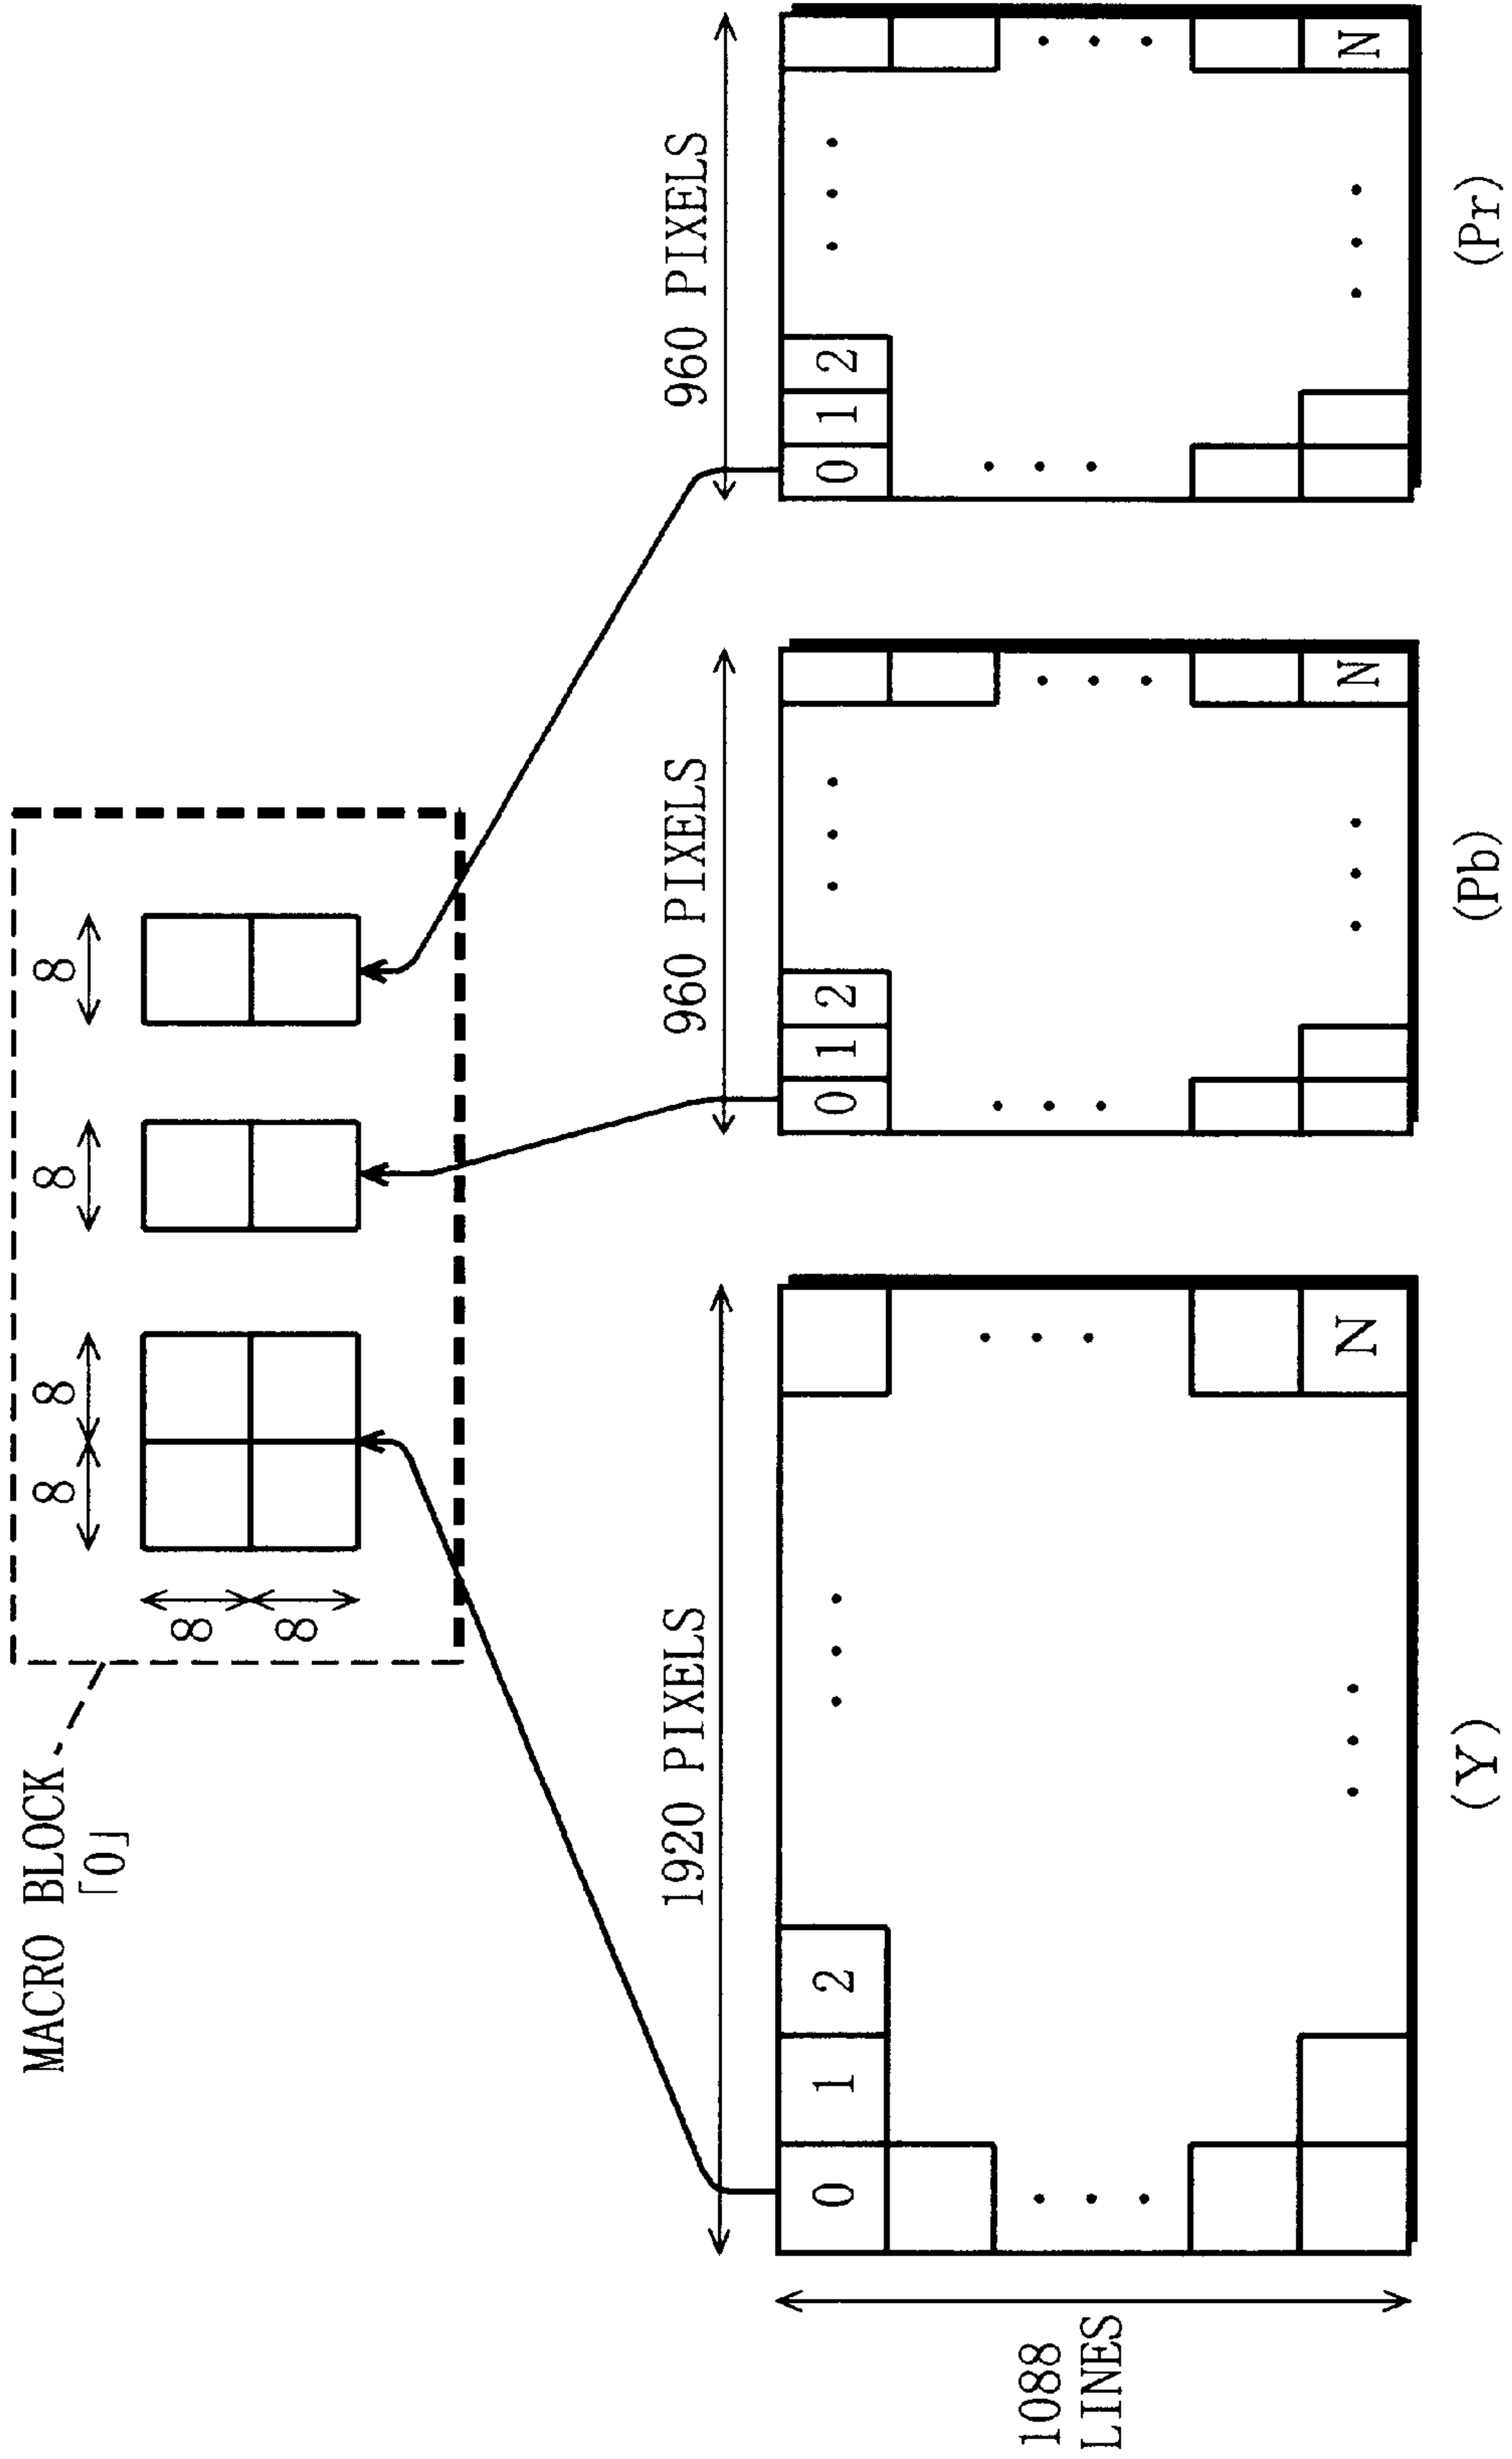 MACRO BLOCK
「0」
8 8 8 8
8
8
1920 PIXELS 960 PIXELS 960 PIXELS
1088
LINES
0 1 2
N
0 1 2
N
0 1 2
N
(Y) (Pb) (Pr)